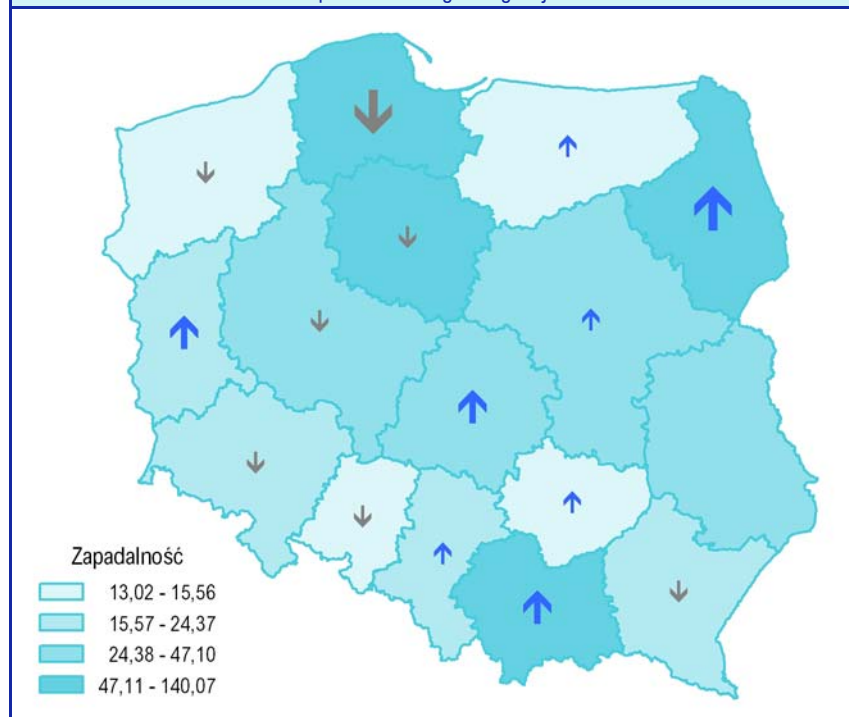 Zapadalność
13,02 - 15,56
15,57 - 24,37
24,38 - 47,10
47,11 - 140,07